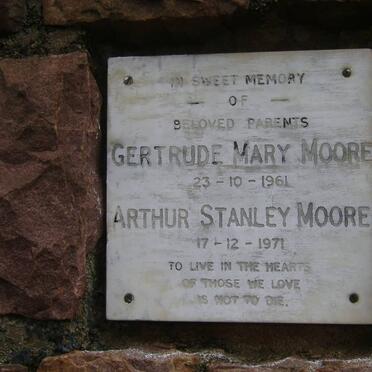 IN SWEET MEMORY
— OF —
BELOVED PARENTS
GERTRUDE MARY MOORE
23-10-1961
ARTHUR STANLEY MOORE
17-12-1971
TO LIVE IN THE HEARTS
OF THOSE WE LOVE
IS NOT TO DIE.